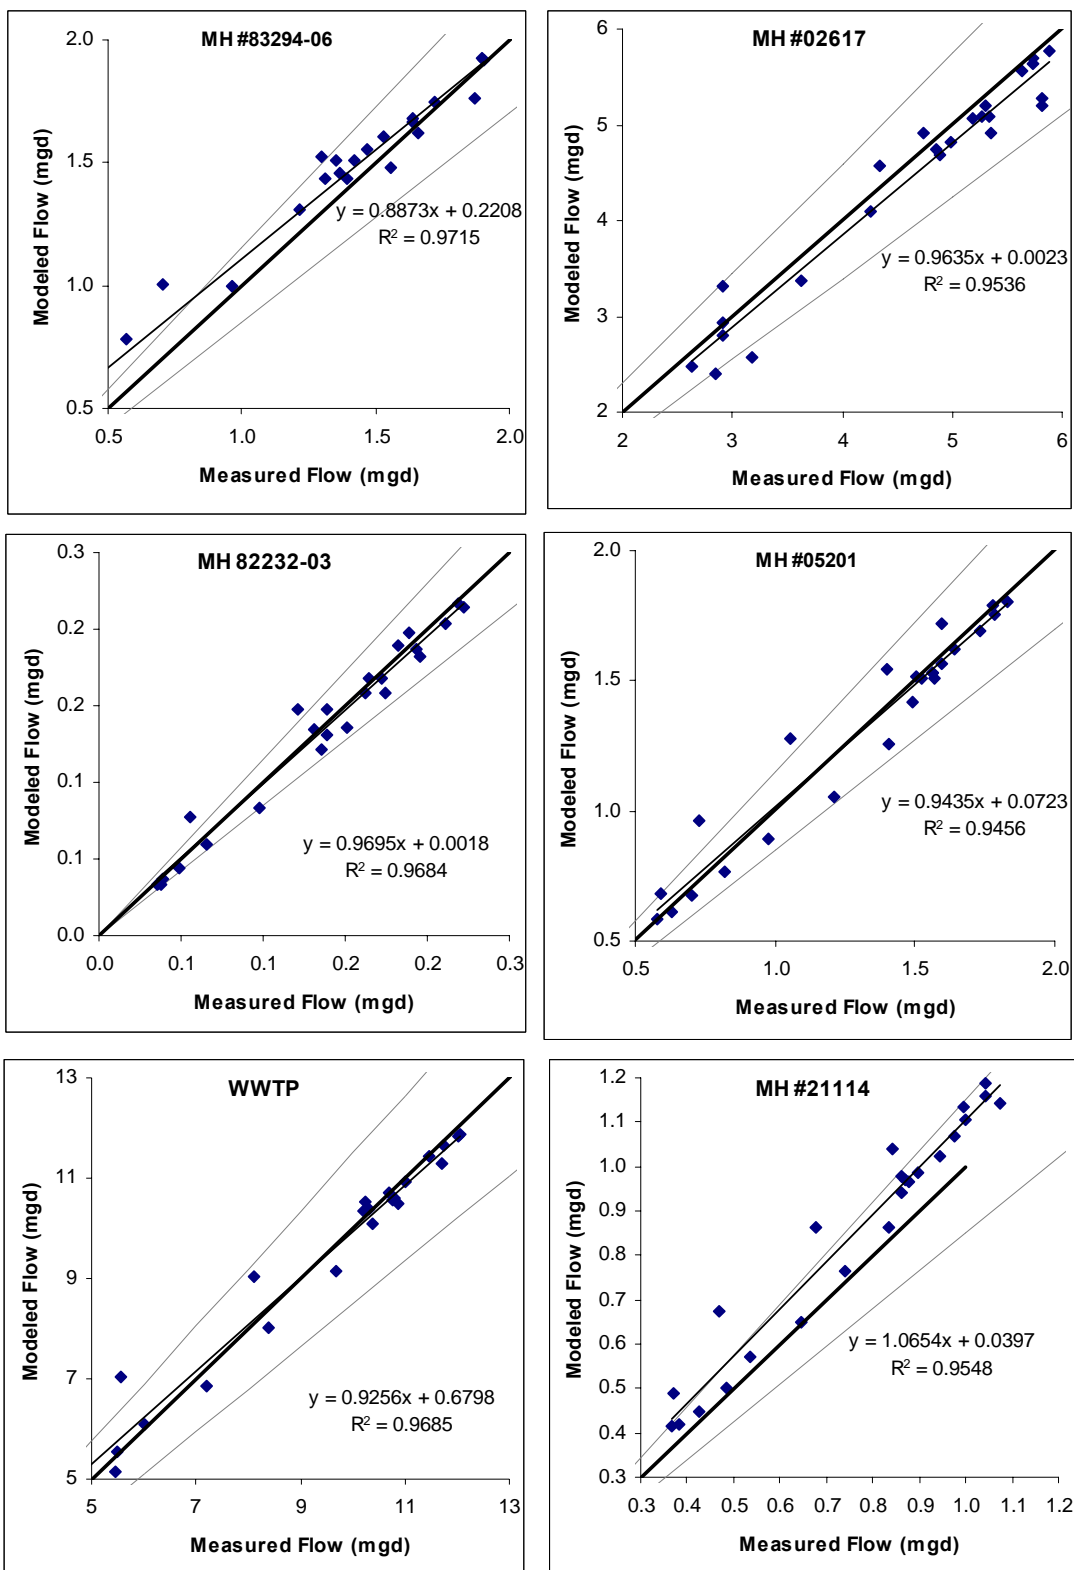 MH #83294-06
2.0
1.5
1.0
0.5
0.5 1.0 1.5 2.0
Modeled Flow (mgd)
Measured Flow (mgd)
y = 0.8873x + 0.2208
R² = 0.9715
MH #02617
6
5
4
3
2
2 3 4 5 6
Modeled Flow (mgd)
Measured Flow (mgd)
y = 0.9635x + 0.0023
R² = 0.9536
MH 82232-03
0.3
0.2
0.2
0.1
0.1
0.0
0.0 0.1 0.1 0.2 0.2 0.3
Modeled Flow (mgd)
Measured Flow (mgd)
y = 0.9695x + 0.0018
R² = 0.9684
MH #05201
2.0
1.5
1.0
0.5
0.5 1.0 1.5 2.0
Modeled Flow (mgd)
Measured Flow (mgd)
y = 0.9435x + 0.0723
R² = 0.9456
WWTP
13
11
9
7
5
5 7 9 11 13
Modeled Flow (mgd)
Measured Flow (mgd)
y = 0.9256x + 0.6798
R² = 0.9685
MH #21114
1.2
1.1
1.0
0.9
0.8
0.7
0.6
0.5
0.4
0.3
0.3 0.4 0.5 0.6 0.7 0.8 0.9 1.0 1.1 1.2
Modeled Flow (mgd)
Measured Flow (mgd)
y = 1.0654x + 0.0397
R² = 0.9548